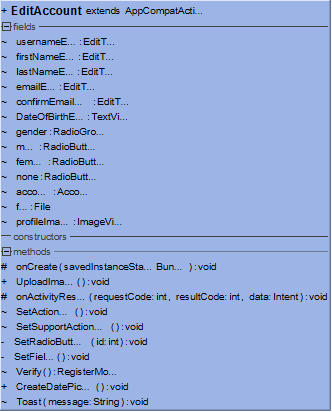 + EditAccount extends AppCompatActi...
fields
~ usernameE... : EditT...
~ firstNameE... : EditT...
~ lastNameE... : EditT...
~ emailE... : EditT...
~ confirmEmail... : EditT...
~ DateOfBirthE... : TextVi...
~ gender : RadioGro...
~ m... : RadioButt...
~ fem... : RadioButt...
~ none : RadioButt...
~ acco... : Acco...
~ f... : File
~ profileIma... : ImageVi...
constructors
methods
# onCreate (savedInstanceSta... Bun... ) : void
+ UploadIma... () : void
# onActivityRes... (requestCode: int, resultCode: int, data: Intent) : void
~ SetAction... () : void
~ SetSupportAction... () : void
- SetRadioButt... (id: int) : void
- SetFiel... () : void
~ Verify () : RegisterMo...
+ CreateDatePic... () : void
~ Toast (message: String) : void